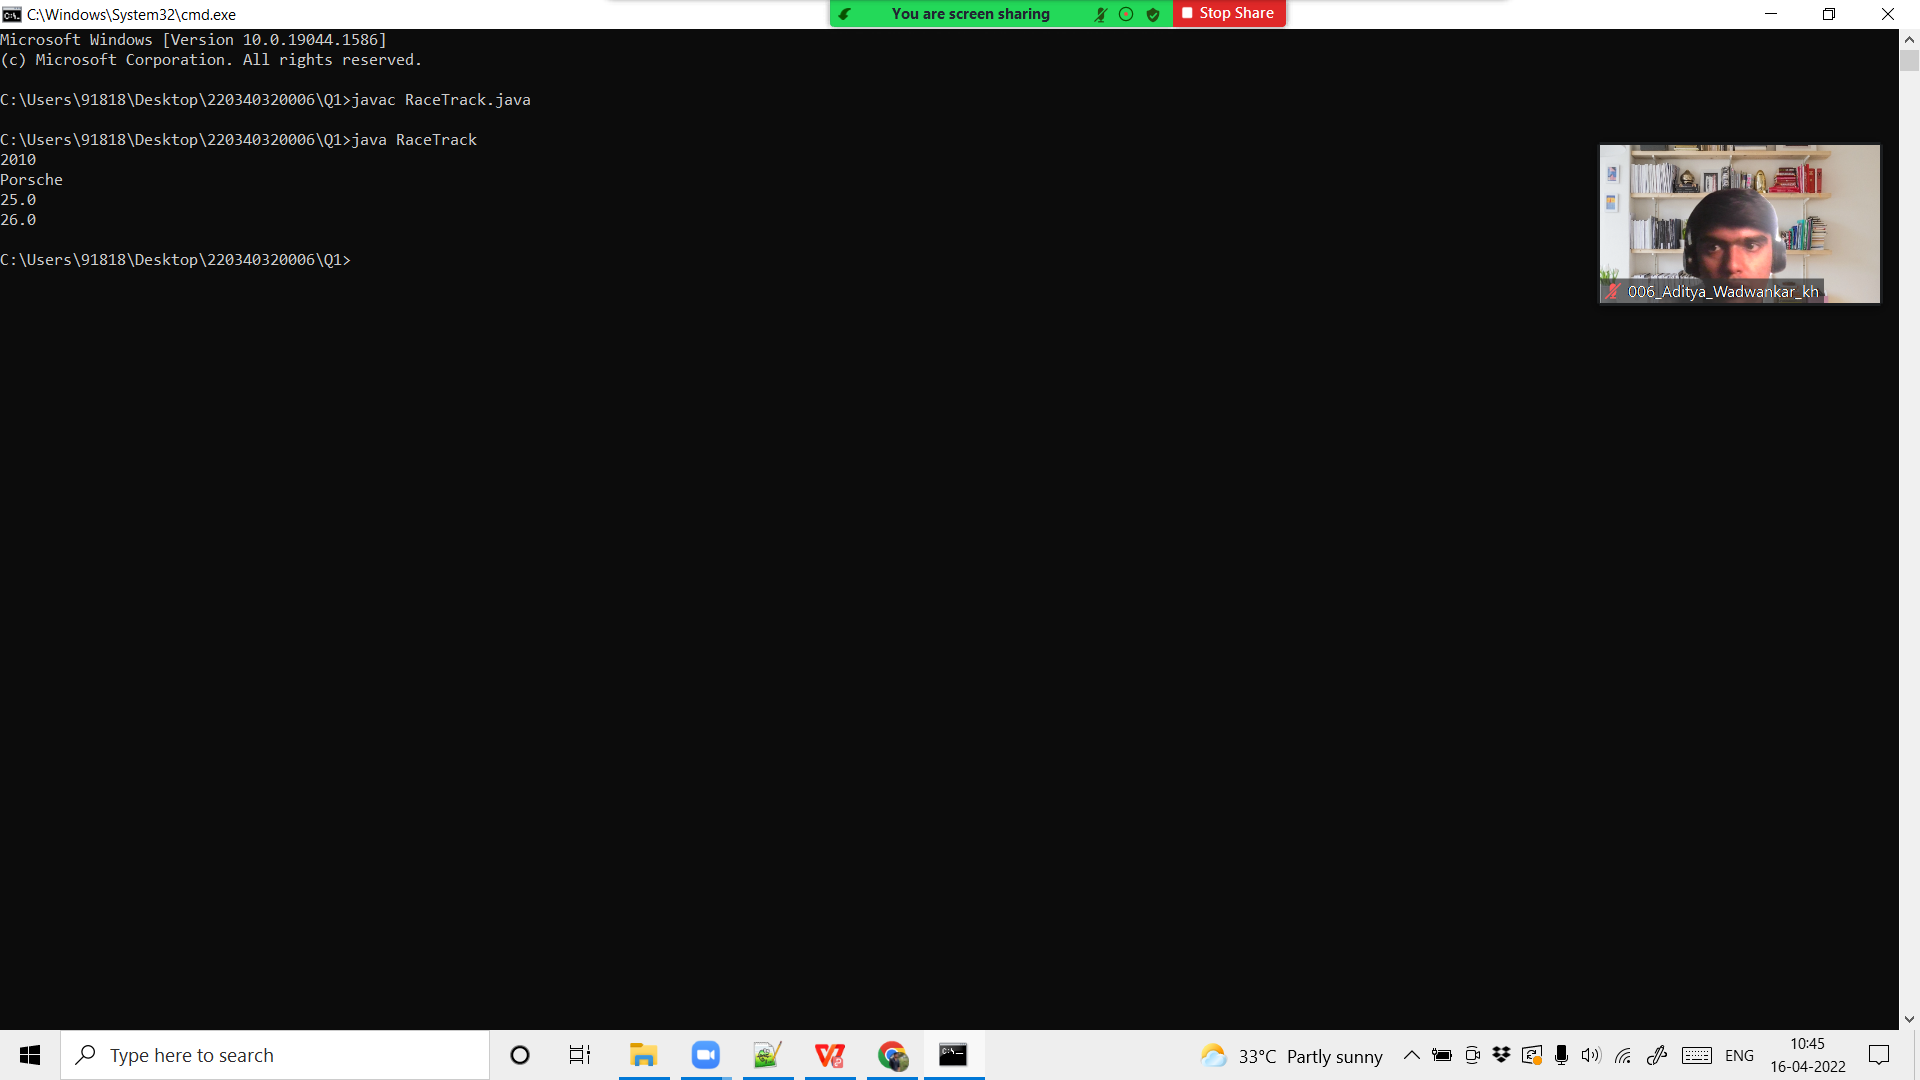 C:\Windows\System32\cmd.exe
You are screen sharing
Stop Share
Microsoft Windows [Version 10.0.19044.1586]
(c) Microsoft Corporation. All rights reserved.
C:\Users\91818\Desktop\220340320006\Q1>javac RaceTrack.java
C:\Users\91818\Desktop\220340320006\Q1>java RaceTrack
2010
Porsche
25.0
26.0
C:\Users\91818\Desktop\220340320006\Q1>
006_Aditya_Wadwankar_kh
Type here to search
33°C Partly sunny
ENG
10:45
16-04-2022